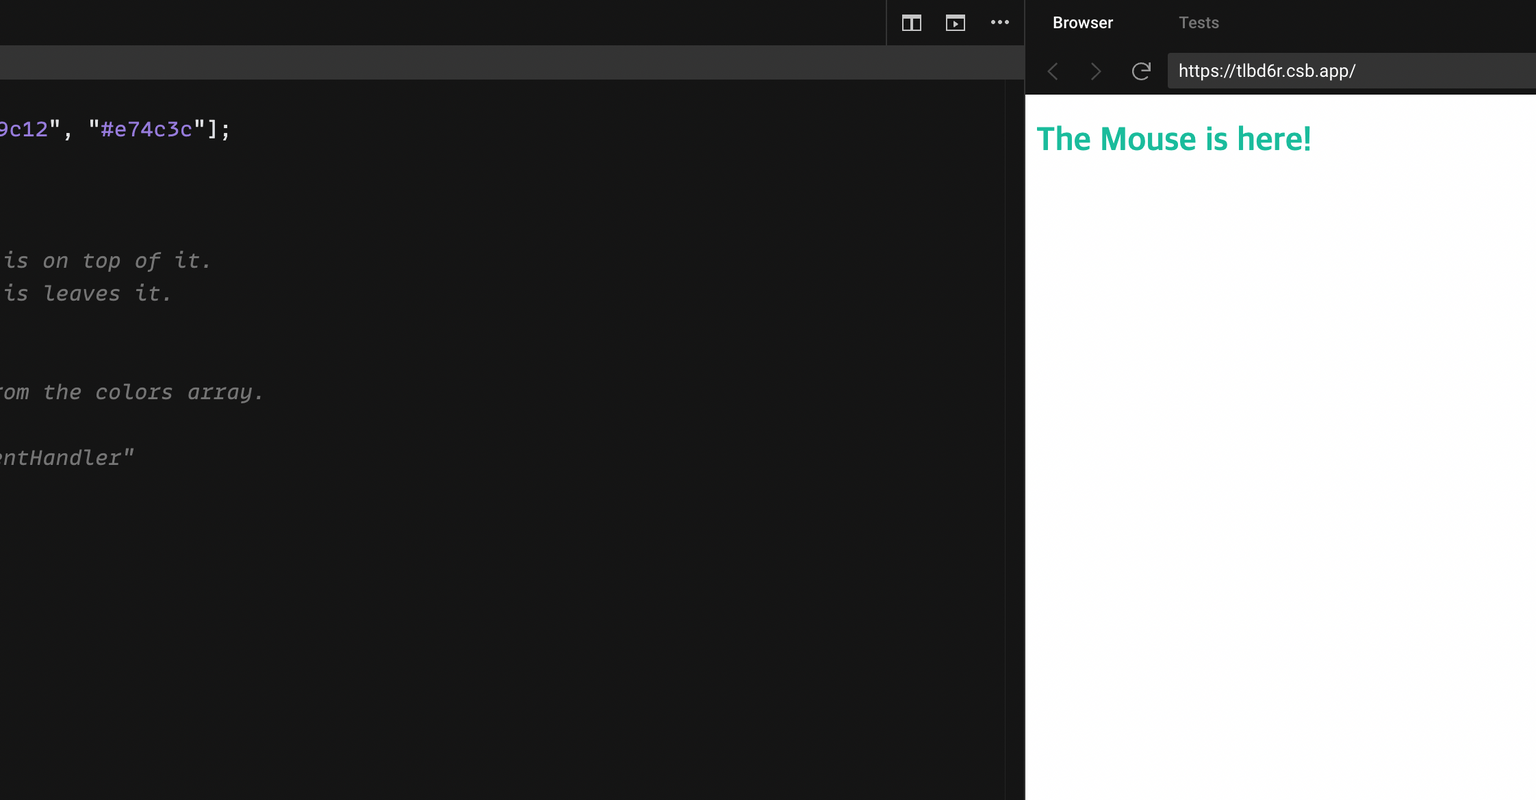 Browser Tests
https://tlbd6r.csb.app/
9c12", "#e74c3c"];
is on top of it.
is leaves it.
rom the colors array.
entHandler"
The Mouse is here!